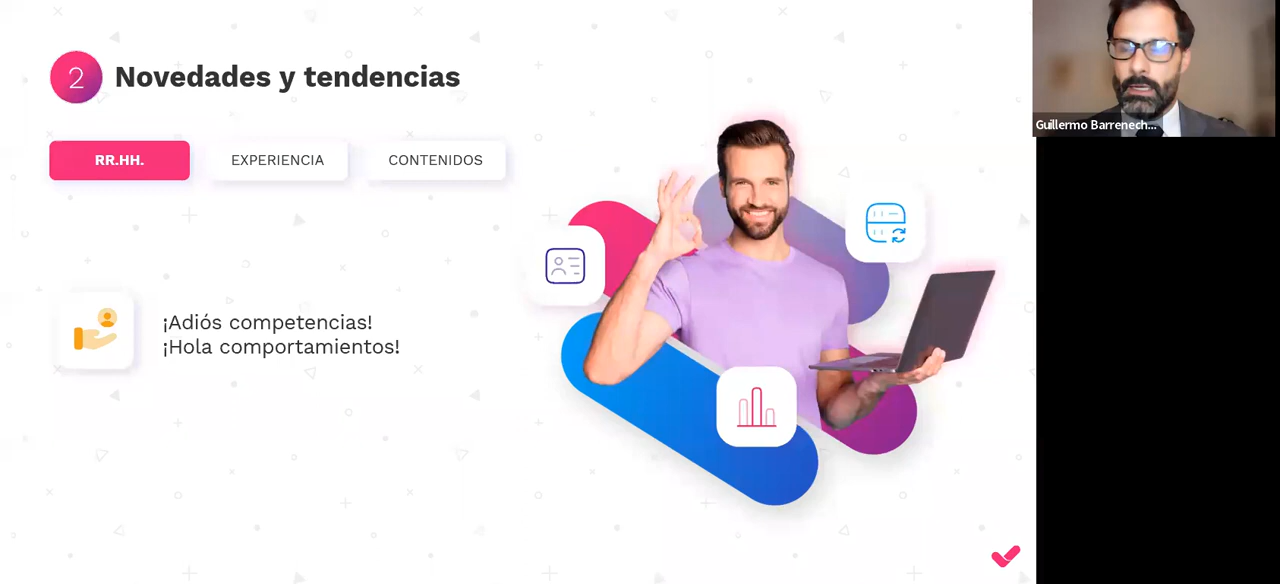 2
Novedades y tendencias
RR.HH.
EXPERIENCIA
CONTENIDOS
¡Adiós competencias!
¡Hola comportamientos!
Guillermo Barrenech...